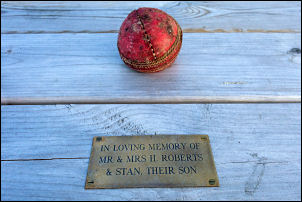 IN LOVING MEMORY OF
MR & MRS H. ROBERTS
& STAN, THEIR SON